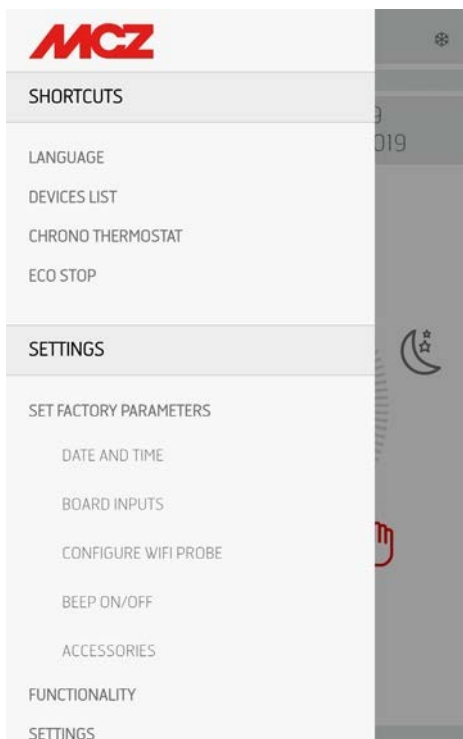 MCZ
SHORTCUTS
019
LANGUAGE
DEVICES LIST
CHRONO THERMOSTAT
ECO STOP
SETTINGS
SET FACTORY PARAMETERS
DATE AND TIME
BOARD INPUTS
CONFIGURE WIFI PROBE
BEEP ON/OFF
ACCESSORIES
FUNCTIONALITY
SETTINGS